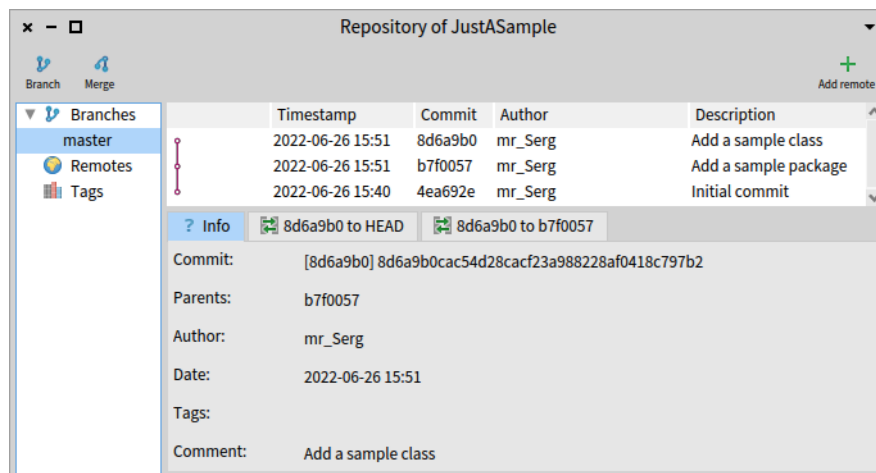 Repository of JustASample
Branch Merge Add remote
Branches
master
Remotes
Tags
Timestamp Commit Author Description
2022-06-26 15:51 8d6a9b0 mr_Serg Add a sample class
2022-06-26 15:51 b7f0057 mr_Serg Add a sample package
2022-06-26 15:40 4ea692e mr_Serg Initial commit
? Info 8d6a9b0 to HEAD 8d6a9b0 to b7f0057
Commit: [8d6a9b0] 8d6a9b0cac54d28cacf23a988228af0418c797b2
Parents: b7f0057
Author: mr_Serg
Date: 2022-06-26 15:51
Tags:
Comment: Add a sample class